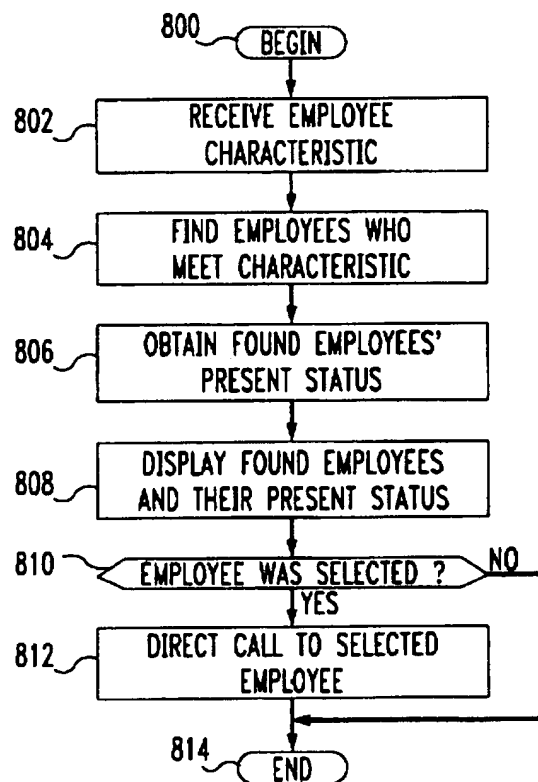 800
BEGIN
802
RECEIVE EMPLOYEE
CHARACTERISTIC
804
FIND EMPLOYEES WHO
MEET CHARACTERISTIC
806
OBTAIN FOUND EMPLOYEES'
PRESENT STATUS
808
DISPLAY FOUND EMPLOYEES
AND THEIR PRESENT STATUS
810
EMPLOYEE WAS SELECTED ?
NO
YES
812
DIRECT CALL TO SELECTED
EMPLOYEE
814
END